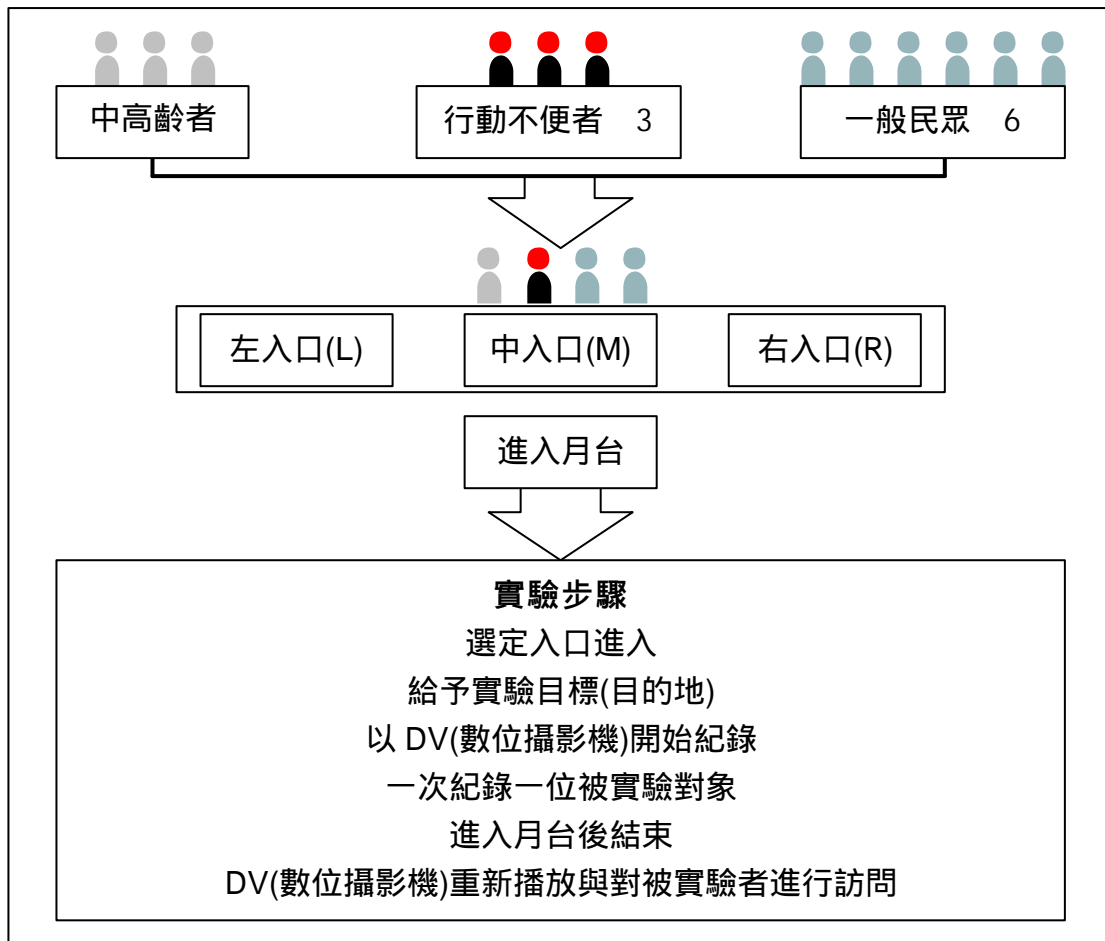 中高齡者
行動不便者 3
一般民眾 6
左入口(L)
中入口(M)
右入口(R)
進入月台
實驗步驟
選定入口進入
給予實驗目標(目的地)
以 DV(數位攝影機)開始紀錄
一次紀錄一位被實驗對象
進入月台後結束
DV(數位攝影機)重新播放與對被實驗者進行訪問